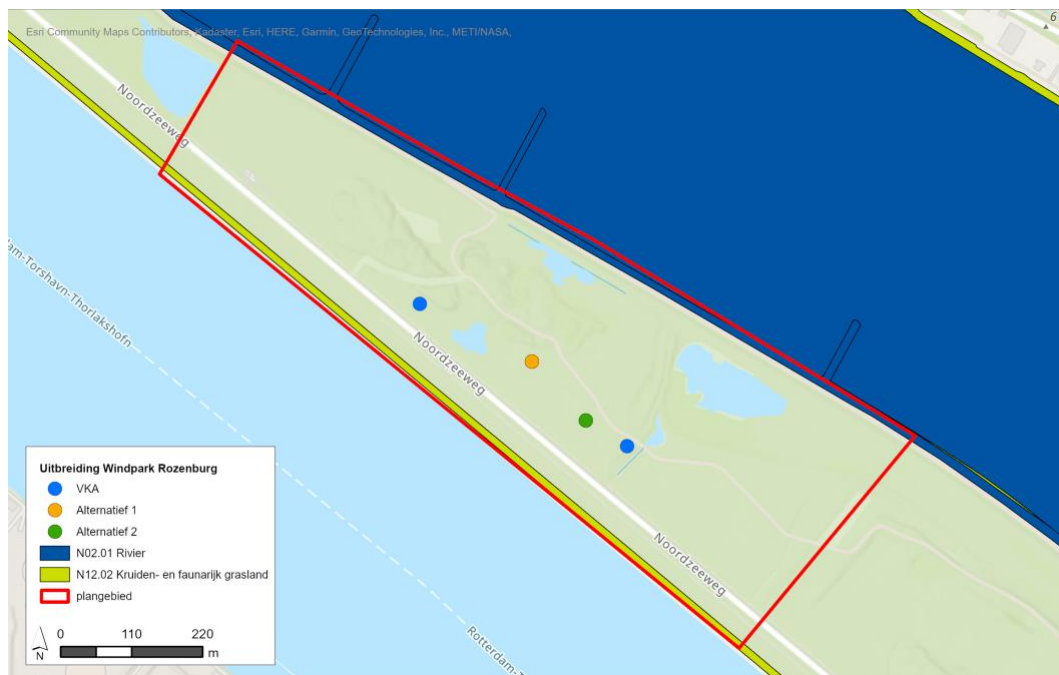 Esri Community Maps Contributors, Kadaster, Esri, HERE, Garmin, GeoTechnologies, Inc., METI/NASA,
6
Noordzeeweg
dam-Torshavn-Thorlakshofn
Noordzeeweg
Noordzeeweg
Rotterdam-T
Uitbreiding Windpark Rozenburg
VKA
Alternatief 1
Alternatief 2
N02.01 Rivier
N12.02 Kruiden- en faunarijk grasland
plangebied
0 110 220
m
N